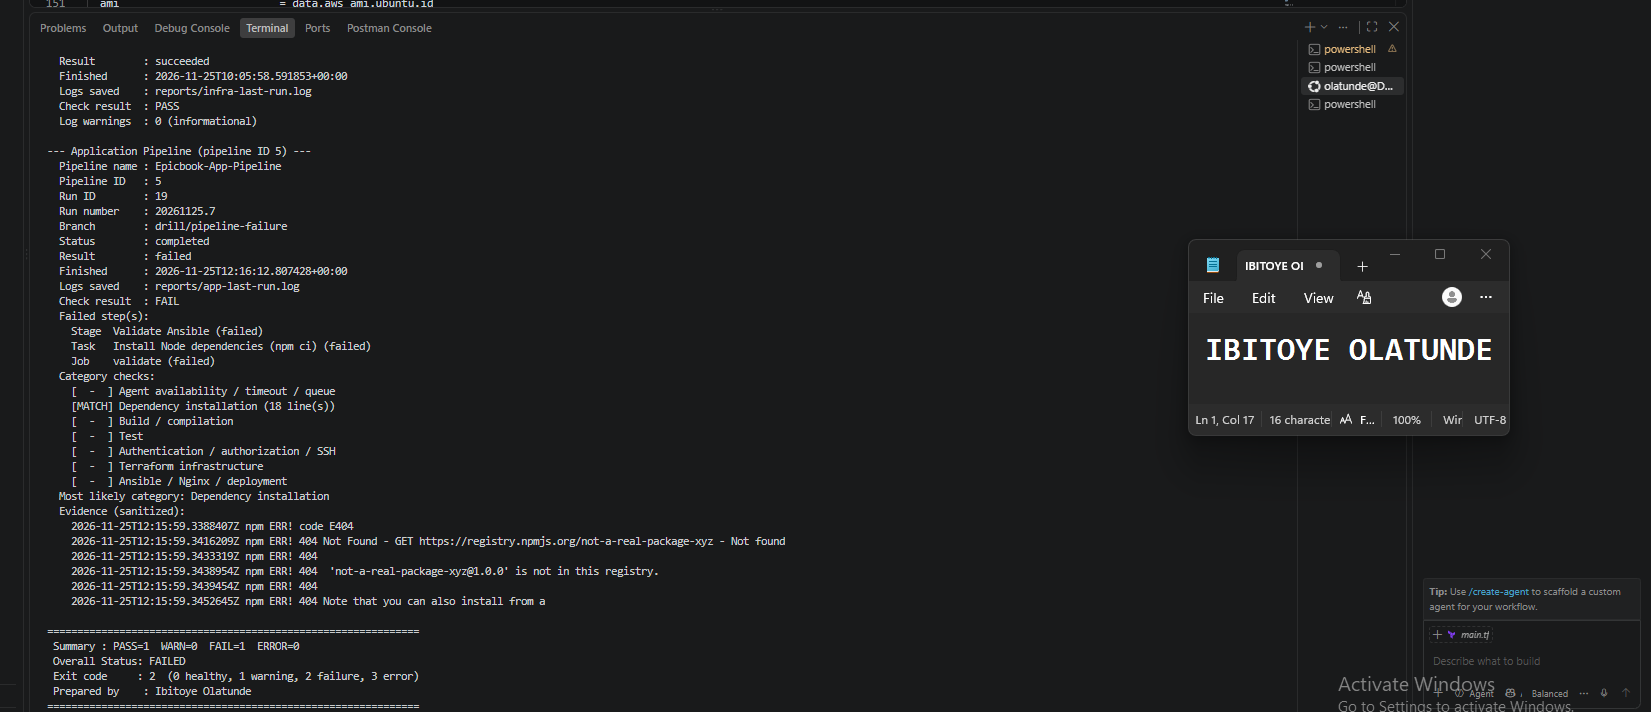 151 ami = data.aws_ami.ubuntu.id
Problems Output Debug Console Terminal Ports Postman Console
Result : succeeded
Finished : 2026-11-25T10:05:58.591853+00:00
Logs saved : reports/infra-last-run.log
Check result : PASS
Log warnings : 0 (informational)
--- Application Pipeline (pipeline ID 5) ---
Pipeline name : Epicbook-App-Pipeline
Pipeline ID : 5
Run ID : 19
Run number : 20261125.7
Branch : drill/pipeline-failure
Status : completed
Result : failed
Finished : 2026-11-25T12:16:12.807428+00:00
Logs saved : reports/app-last-run.log
Check result : FAIL
Failed step(s):
Stage Validate Ansible (failed)
Task Install Node dependencies (npm ci) (failed)
Job validate (failed)
Category checks:
[ - ] Agent availability / timeout / queue
[MATCH] Dependency installation (18 line(s))
[ - ] Build / compilation
[ - ] Test
[ - ] Authentication / authorization / SSH
[ - ] Terraform infrastructure
[ - ] Ansible / Nginx / deployment
Most likely category: Dependency installation
Evidence (sanitized):
2026-11-25T12:15:59.3388407Z npm ERR! code E404
2026-11-25T12:15:59.3416209Z npm ERR! 404 Not Found - GET https://registry.npmjs.org/not-a-real-package-xyz - Not found
2026-11-25T12:15:59.3433319Z npm ERR! 404
2026-11-25T12:15:59.3438954Z npm ERR! 404  'not-a-real-package-xyz@1.0.0' is not in this registry.
2026-11-25T12:15:59.3439454Z npm ERR! 404
2026-11-25T12:15:59.3452645Z npm ERR! 404 Note that you can also install from a
==============================================================
Summary : PASS=1 WARN=0 FAIL=1 ERROR=0
Overall Status: FAILED
Exit code : 2 (0 healthy, 1 warning, 2 failure, 3 error)
Prepared by : Ibitoye Olatunde
==============================================================
powershell
powershell
olatunde@D...
powershell
IBITOYE Ol
File Edit View
IBITOYE OLATUNDE
Ln 1, Col 17 16 characte F... 100% Wir UTF-8
Tip: Use /create-agent to scaffold a custom
agent for your workflow.
main.tf
Describe what to build
Agent Balanced
Activate Windows
Go to Settings to activate Windows.